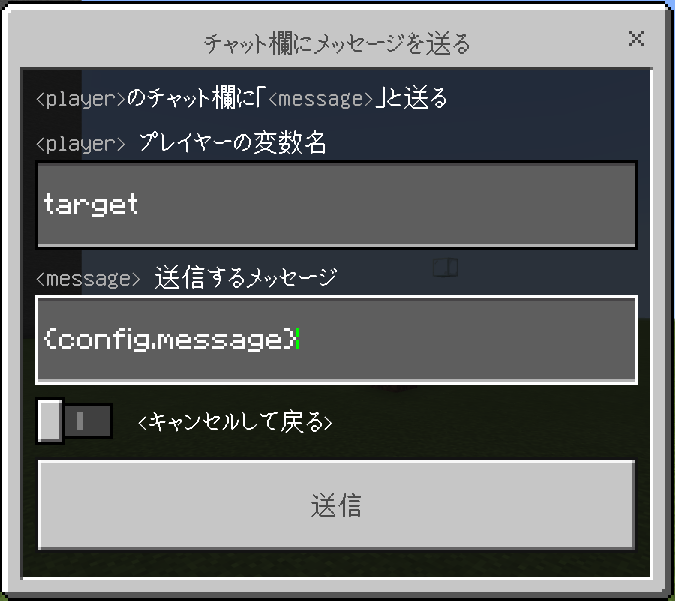 チャット欄にメッセージを送る
<player>のチャット欄に「<message>」と送る
<player> プレイヤーの変数名
target
<message> 送信するメッセージ
{config.message}
<キャンセルして戻る>
送信